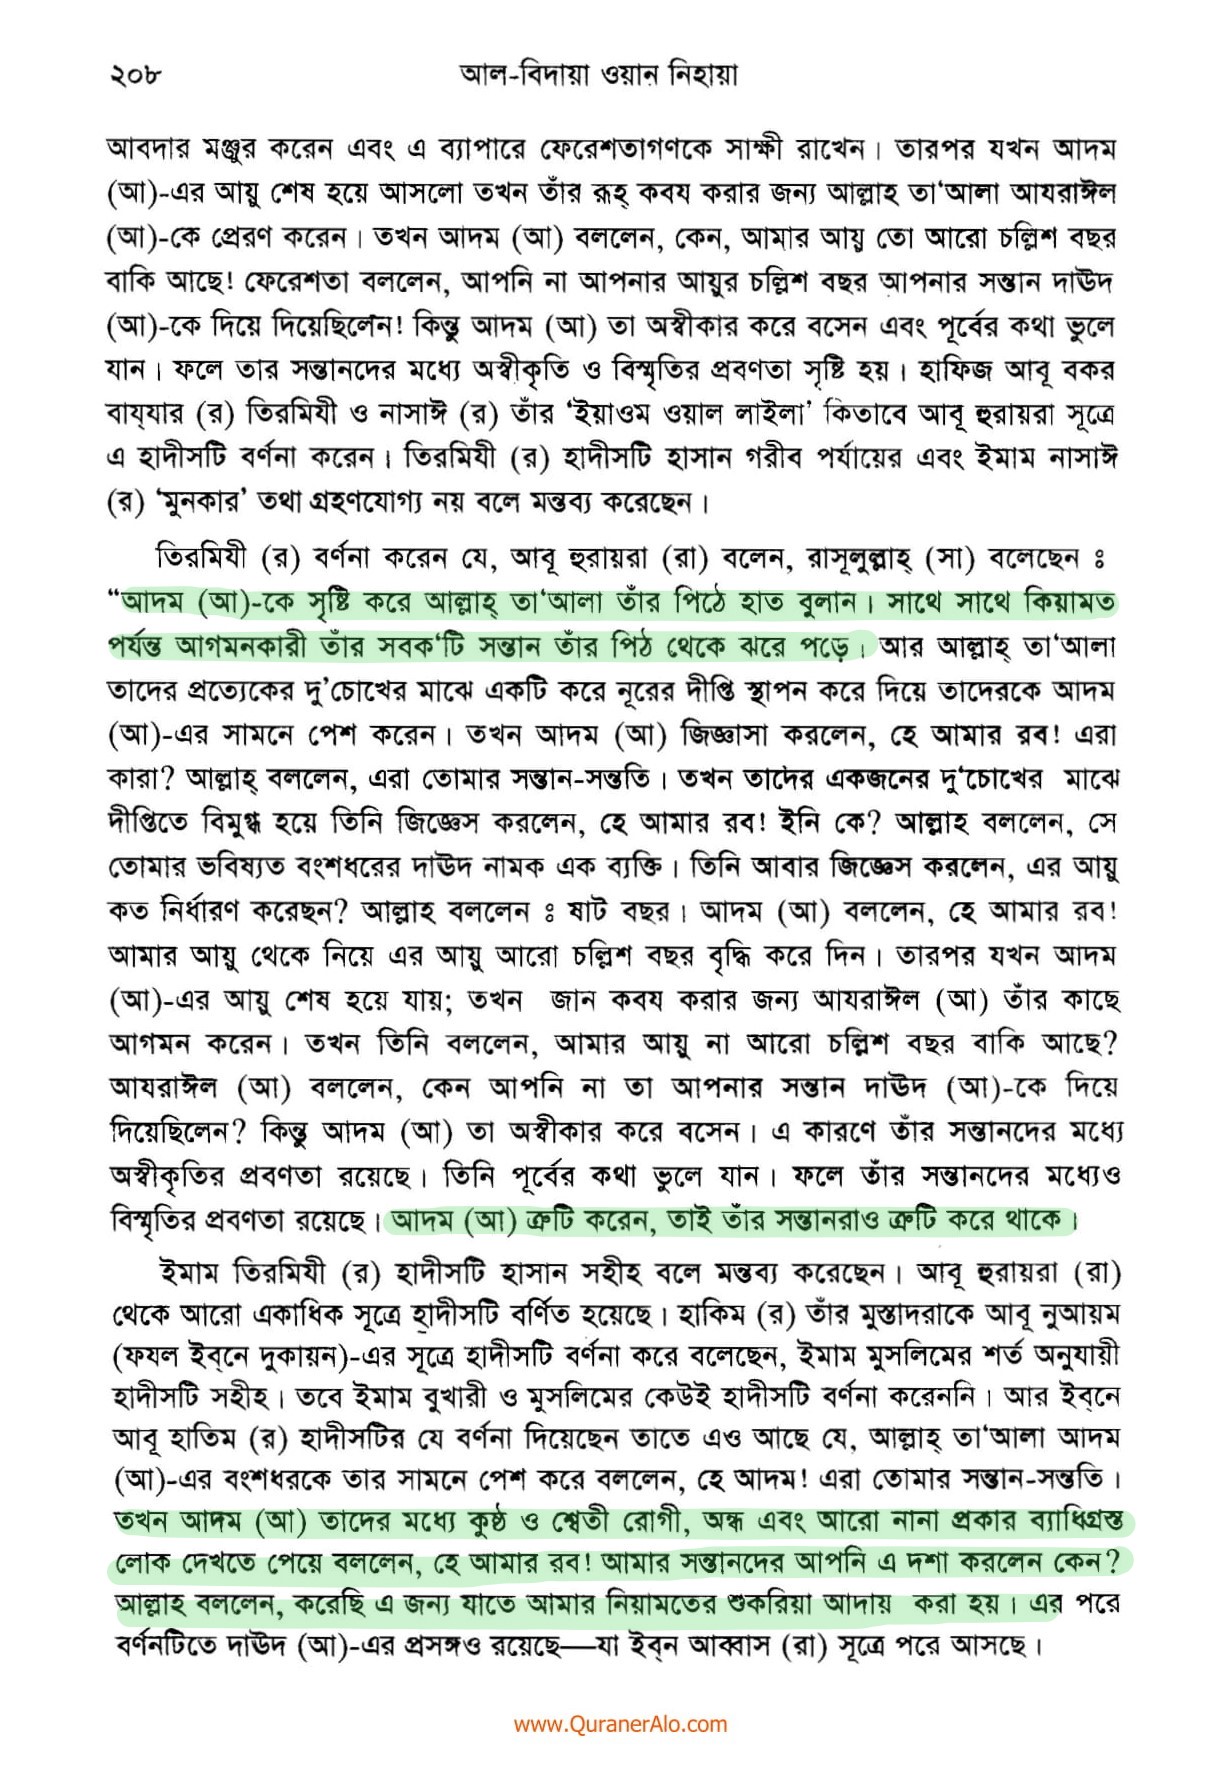 ২০৮
আল-বিদায়া ওয়ান নিহায়া
আবদার মঞ্জুর করেন এবং এ ব্যাপারে ফেরেশতাগণকে সাক্ষী রাখেন। তারপর যখন আদম
(আ)-এর আয়ু শেষ হয়ে আসলো তখন তাঁর রূহ্ কবয করার জন্য আল্লাহ তা‘আলা আযরাঈল
(আ)-কে প্রেরণ করেন। তখন আদম (আ) বললেন, কেন, আমার আয়ু তো আরো চল্লিশ বছর
বাকি আছে! ফেরেশতা বললেন, আপনি না আপনার আয়ুর চল্লিশ বছর আপনার সন্তান দাঊদ
(আ)-কে দিয়ে দিয়েছিলেন! কিন্তু আদম (আ) তা অস্বীকার করে বসেন এবং পূর্বের কথা ভুলে
যান। ফলে তার সন্তানদের মধ্যে অস্বীকৃতি ও বিস্মৃতির প্রবণতা সৃষ্টি হয়। হাফিজ আবূ বকর
বায্‌যার (র) তিরমিযী ও নাসাঈ (র) তাঁর ‘ইয়াওম ওয়াল লাইলা’ কিতাবে আবূ হুরায়রা সূত্রে
এ হাদীসটি বর্ণনা করেন। তিরমিযী (র) হাদীসটি হাসান গরীব পর্যায়ের এবং ইমাম নাসাঈ
(র) ‘মুনকার’ তথা গ্রহণযোগ্য নয় বলে মন্তব্য করেছেন।
তিরমিযী (র) বর্ণনা করেন যে, আবূ হুরায়রা (রা) বলেন, রাসূলুল্লাহ্ (সা) বলেছেন ঃ
“আদম (আ)-কে সৃষ্টি করে আল্লাহ্ তা‘আলা তাঁর পিঠে হাত বুলান। সাথে সাথে কিয়ামত
পর্যন্ত আগমনকারী তাঁর সবক‘টি সন্তান তাঁর পিঠ থেকে ঝরে পড়ে। আর আল্লাহ্ তা‘আলা
তাদের প্রত্যেকের দু’চোখের মাঝে একটি করে নূরের দীপ্তি স্থাপন করে দিয়ে তাদেরকে আদম
(আ)-এর সামনে পেশ করেন। তখন আদম (আ) জিজ্ঞাসা করলেন, হে আমার রব! এরা
কারা? আল্লাহ্ বললেন, এরা তোমার সন্তান-সন্ততি। তখন তাদের একজনের দু‘চোখের মাঝে
দীপ্তিতে বিমুগ্ধ হয়ে তিনি জিজ্ঞেস করলেন, হে আমার রব! ইনি কে? আল্লাহ বললেন, সে
তোমার ভবিষ্যত বংশধরের দাঊদ নামক এক ব্যক্তি। তিনি আবার জিজ্ঞেস করলেন, এর আয়ু
কত নির্ধারণ করেছন? আল্লাহ বললেন ঃ ষাট বছর। আদম (আ) বললেন, হে আমার রব!
আমার আয়ু থেকে নিয়ে এর আয়ু আরো চল্লিশ বছর বৃদ্ধি করে দিন। তারপর যখন আদম
(আ)-এর আয়ু শেষ হয়ে যায়; তখন জান কবয করার জন্য আযরাঈল (আ) তাঁর কাছে
আগমন করেন। তখন তিনি বললেন, আমার আয়ু না আরো চল্লিশ বছর বাকি আছে?
আযরাঈল (আ) বললেন, কেন আপনি না তা আপনার সন্তান দাঊদ (আ)-কে দিয়ে
দিয়েছিলেন? কিন্তু আদম (আ) তা অস্বীকার করে বসেন। এ কারণে তাঁর সন্তানদের মধ্যে
অস্বীকৃতির প্রবণতা রয়েছে। তিনি পূর্বের কথা ভুলে যান। ফলে তাঁর সন্তানদের মধ্যেও
বিস্মৃতির প্রবণতা রয়েছে। আদম (আ) ত্রুটি করেন, তাই তাঁর সন্তানরাও ত্রুটি করে থাকে।
ইমাম তিরমিযী (র) হাদীসটি হাসান সহীহ বলে মন্তব্য করেছেন। আবূ হুরায়রা (রা)
থেকে আরো একাধিক সূত্রে হাদীসটি বর্ণিত হয়েছে। হাকিম (র) তাঁর মুস্তাদরাকে আবূ নুআয়ম
(ফযল ইব্‌নে দুকায়ন)-এর সূত্রে হাদীসটি বর্ণনা করে বলেছেন, ইমাম মুসলিমের শর্ত অনুযায়ী
হাদীসটি সহীহ। তবে ইমাম বুখারী ও মুসলিমের কেউই হাদীসটি বর্ণনা করেননি। আর ইব্‌নে
আবূ হাতিম (র) হাদীসটির যে বর্ণনা দিয়েছেন তাতে এও আছে যে, আল্লাহ্ তা‘আলা আদম
(আ)-এর বংশধরকে তার সামনে পেশ করে বললেন, হে আদম! এরা তোমার সন্তান-সন্ততি।
তখন আদম (আ) তাদের মধ্যে কুষ্ঠ ও শ্বেতী রোগী, অন্ধ এবং আরো নানা প্রকার ব্যাধিগ্রস্ত
লোক দেখতে পেয়ে বললেন, হে আমার রব! আমার সন্তানদের আপনি এ দশা করলেন কেন?
আল্লাহ বললেন, করেছি এ জন্য যাতে আমার নিয়ামতের শুকরিয়া আদায় করা হয়। এর পরে
বর্ণনটিতে দাঊদ (আ)-এর প্রসঙ্গও রয়েছে—যা ইব্‌ন আব্বাস (রা) সূত্রে পরে আসছে।
www.QuranerAlo.com